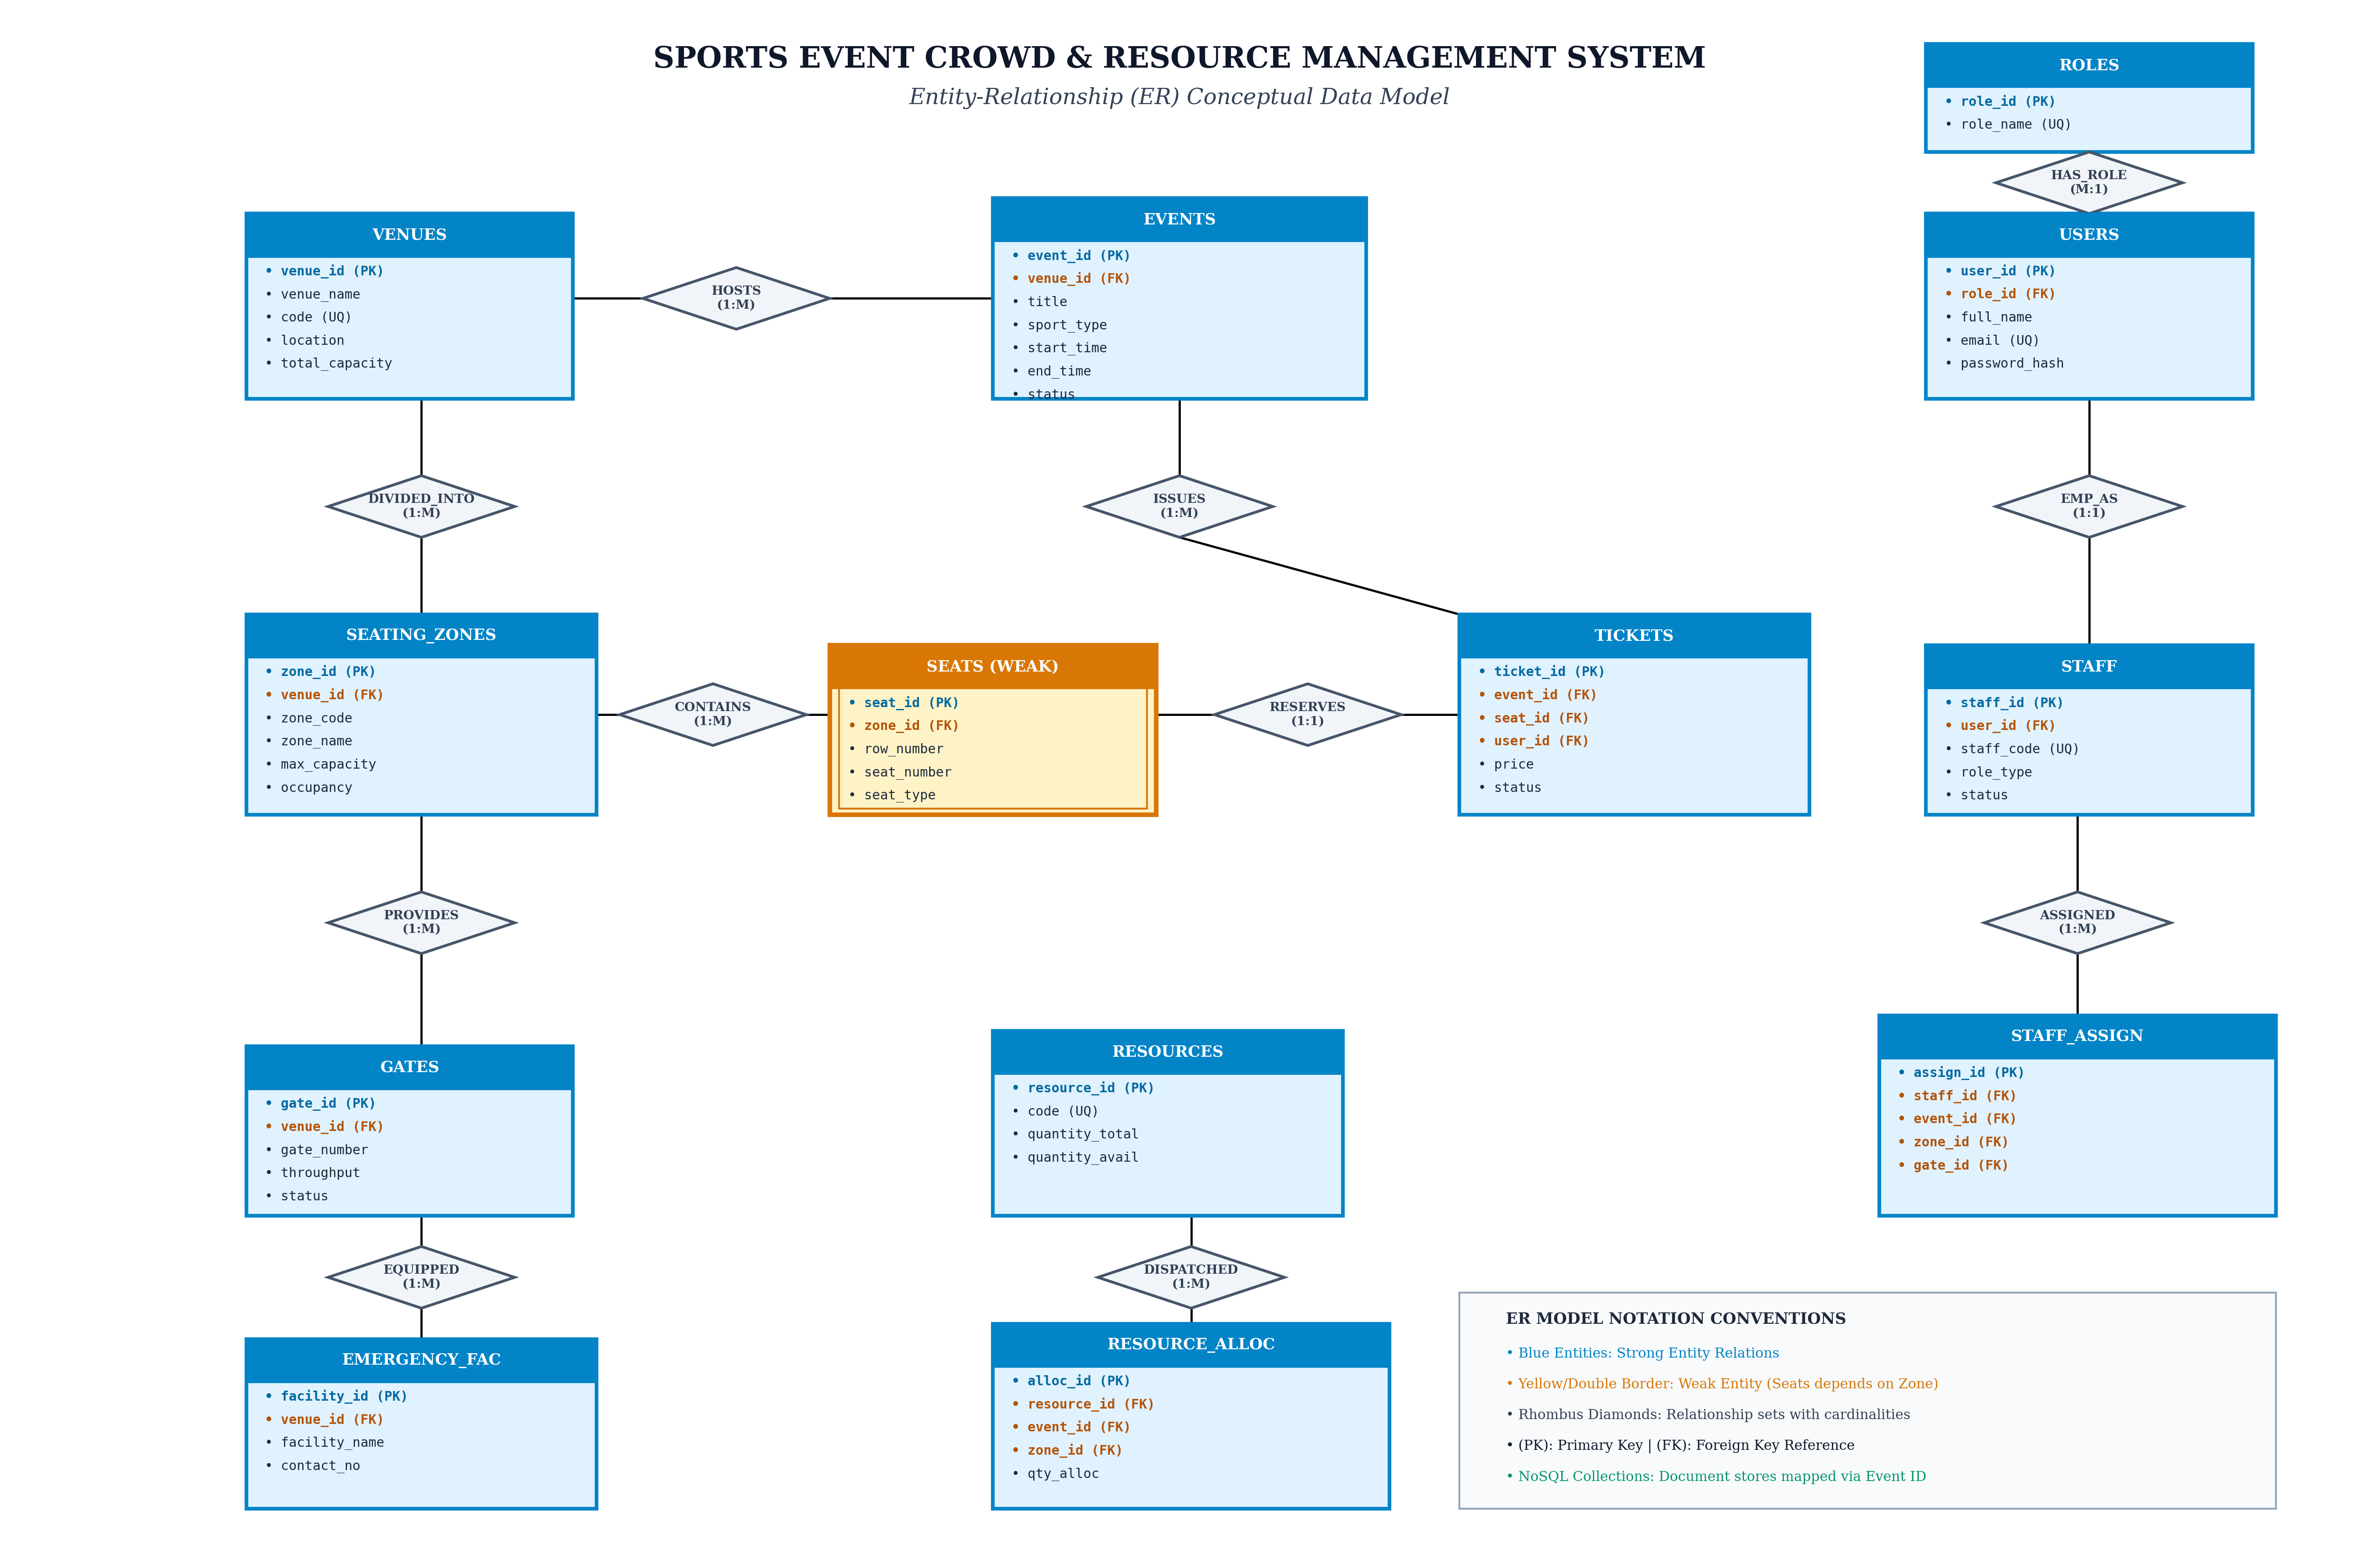 SPORTS EVENT CROWD & RESOURCE MANAGEMENT SYSTEM
Entity-Relationship (ER) Conceptual Data Model
ROLES
• role_id (PK)
• role_name (UQ)
HAS_ROLE
(M:1)
VENUES
• venue_id (PK)
• venue_name
• code (UQ)
• location
• total_capacity
HOSTS
(1:M)
EVENTS
• event_id (PK)
• venue_id (FK)
• title
• sport_type
• start_time
• end_time
• status
USERS
• user_id (PK)
• role_id (FK)
• full_name
• email (UQ)
• password_hash
DIVIDED_INTO
(1:M)
ISSUES
(1:M)
EMP_AS
(1:1)
SEATING_ZONES
• zone_id (PK)
• venue_id (FK)
• zone_code
• zone_name
• max_capacity
• occupancy
CONTAINS
(1:M)
SEATS (WEAK)
• seat_id (PK)
• zone_id (FK)
• row_number
• seat_number
• seat_type
RESERVES
(1:1)
TICKETS
• ticket_id (PK)
• event_id (FK)
• seat_id (FK)
• user_id (FK)
• price
• status
STAFF
• staff_id (PK)
• user_id (FK)
• staff_code (UQ)
• role_type
• status
PROVIDES
(1:M)
ASSIGNED
(1:M)
GATES
• gate_id (PK)
• venue_id (FK)
• gate_number
• throughput
• status
RESOURCES
• resource_id (PK)
• code (UQ)
• quantity_total
• quantity_avail
STAFF_ASSIGN
• assign_id (PK)
• staff_id (FK)
• event_id (FK)
• zone_id (FK)
• gate_id (FK)
EQUIPPED
(1:M)
DISPATCHED
(1:M)
EMERGENCY_FAC
• facility_id (PK)
• venue_id (FK)
• facility_name
• contact_no
RESOURCE_ALLOC
• alloc_id (PK)
• resource_id (FK)
• event_id (FK)
• zone_id (FK)
• qty_alloc
ER MODEL NOTATION CONVENTIONS
• Blue Entities: Strong Entity Relations
• Yellow/Double Border: Weak Entity (Seats depends on Zone)
• Rhombus Diamonds: Relationship sets with cardinalities
• (PK): Primary Key | (FK): Foreign Key Reference
• NoSQL Collections: Document stores mapped via Event ID